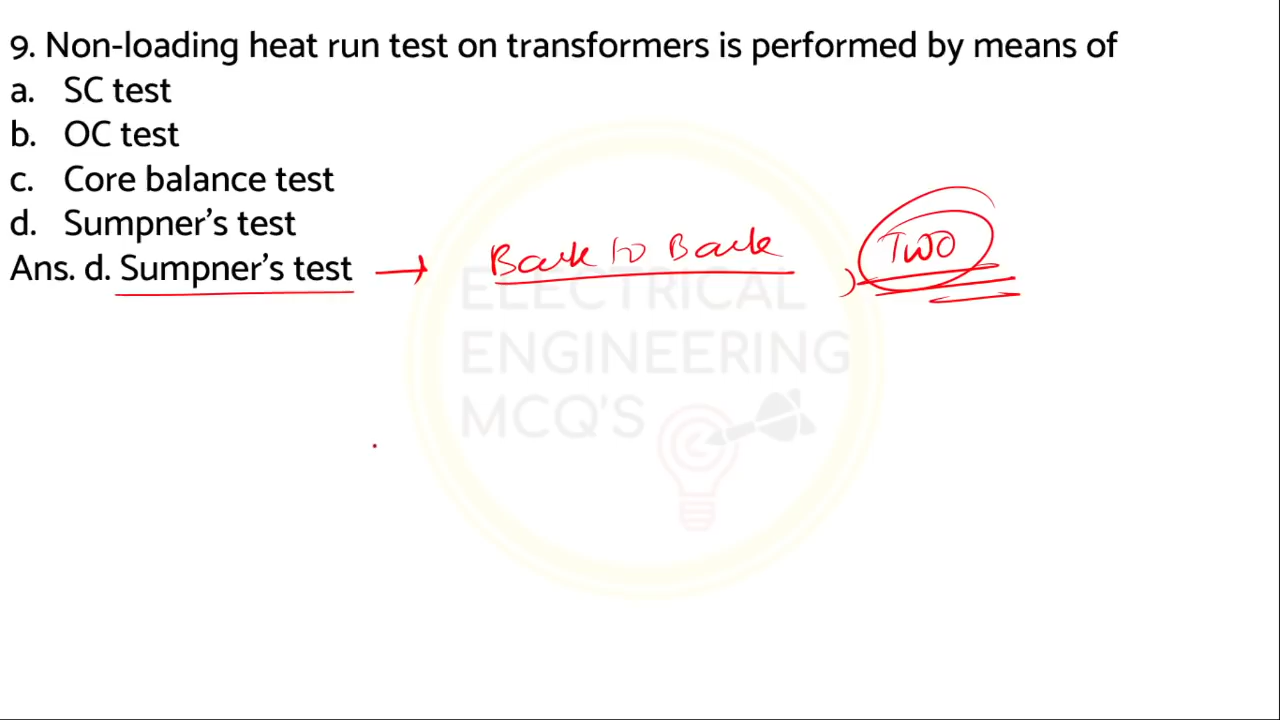 9. Non-loading heat run test on transformers is performed by means of
a. SC test
b. OC test
c. Core balance test
d. Sumpner's test
Ans. d. Sumpner's test → Back to Back , TWO
ELECTRICAL
ENGINEERING
MCQ'S